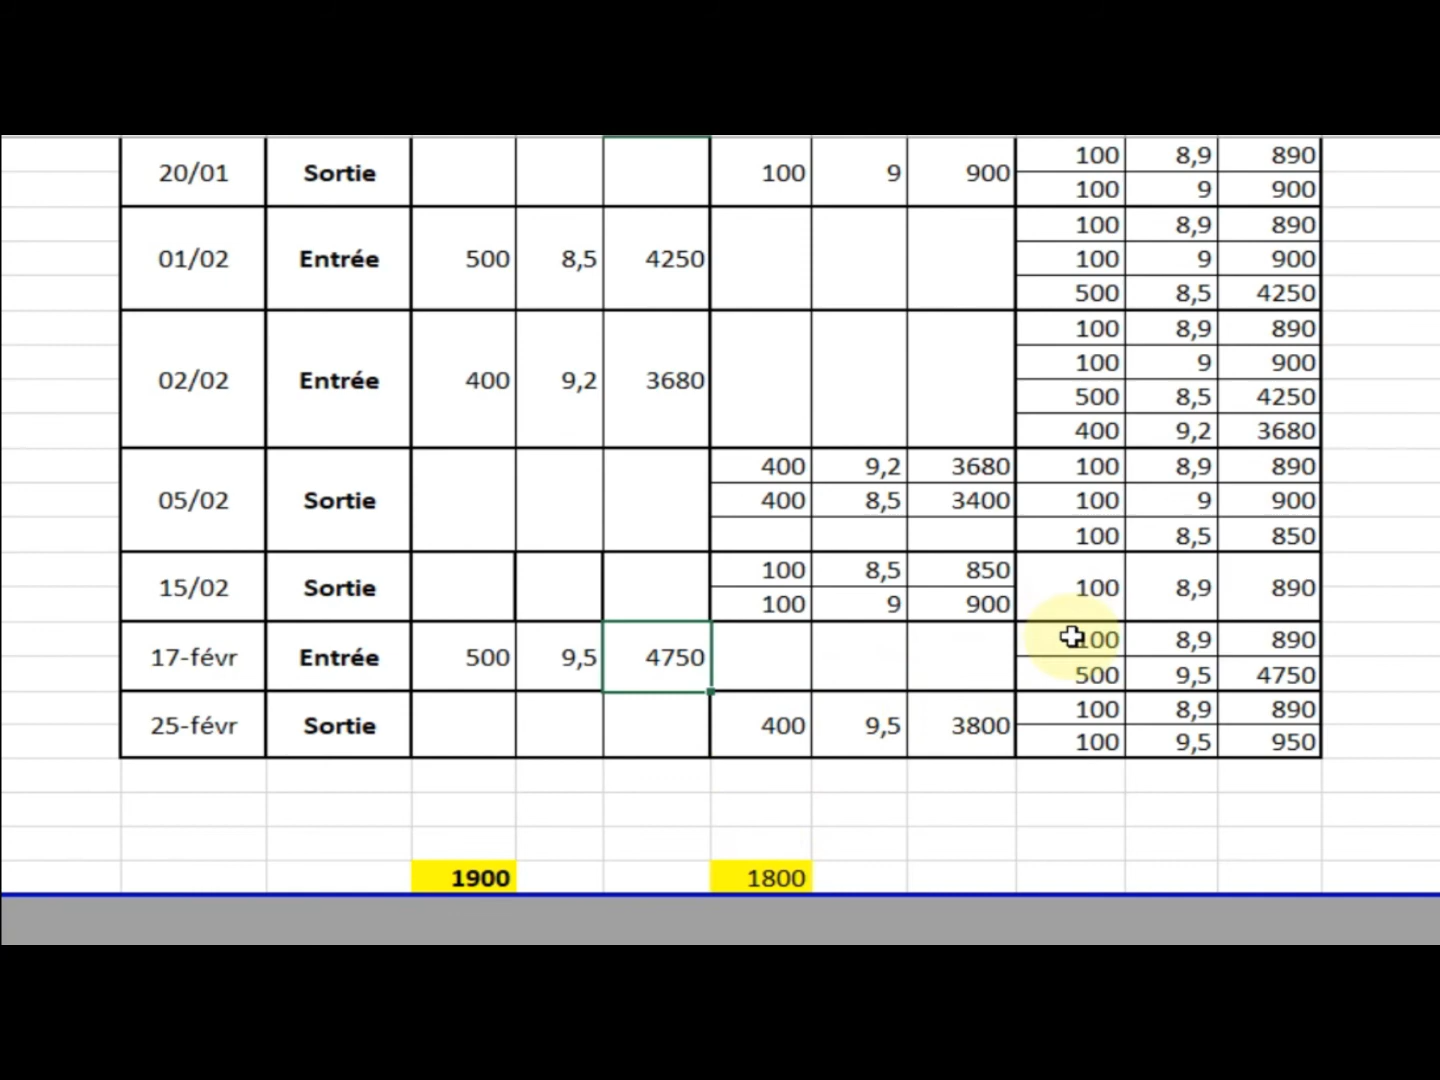 100 8,9 890
20/01 Sortie 100 9 900
100 9 900
100 8,9 890
01/02 Entrée 500 8,5 4250 100 9 900
500 8,5 4250
100 8,9 890
100 9 900
02/02 Entrée 400 9,2 3680
500 8,5 4250
400 9,2 3680
400 9,2 3680 100 8,9 890
05/02 Sortie 400 8,5 3400 100 9 900
100 8,5 850
100 8,5 850
15/02 Sortie 100 8,9 890
100 9 900
100 8,9 890
17-févr Entrée 500 9,5 4750
500 9,5 4750
100 8,9 890
25-févr Sortie 400 9,5 3800
100 9,5 950
1900 1800